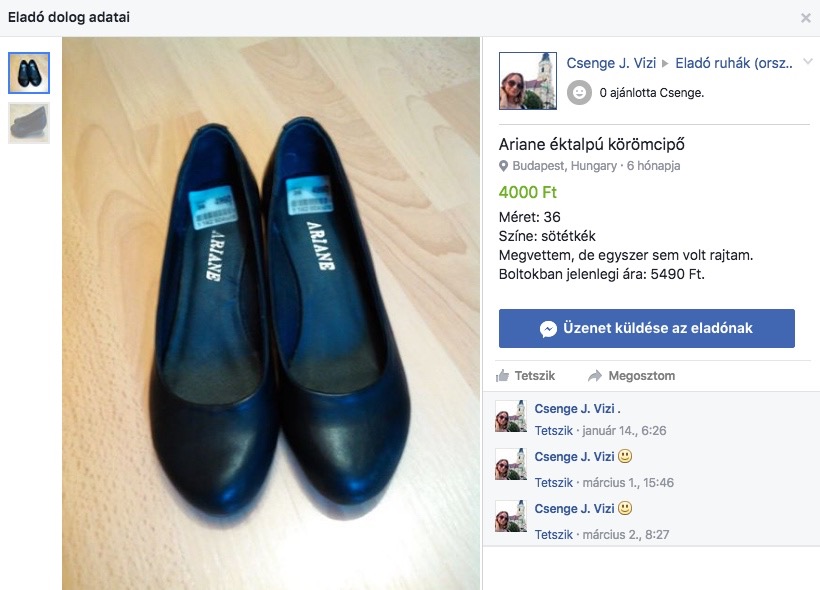 Eladó dolog adatai
Csenge J. Vizi ▸ Eladó ruhák (orsz..
0 ajánlotta Csenge.
Ariane éktalpú körömcipő
Budapest, Hungary · 6 hónapja
4000 Ft
Méret: 36
Színe: sötétkék
Megvettem, de egyszer sem volt rajtam.
Boltokban jelenlegi ára: 5490 Ft.
Üzenet küldése az eladónak
Tetszik Megosztom
Csenge J. Vizi .
Tetszik · január 14., 6:26
Csenge J. Vizi
Tetszik · március 1., 15:46
Csenge J. Vizi
Tetszik · március 2., 8:27
ARIANE
ARIANE